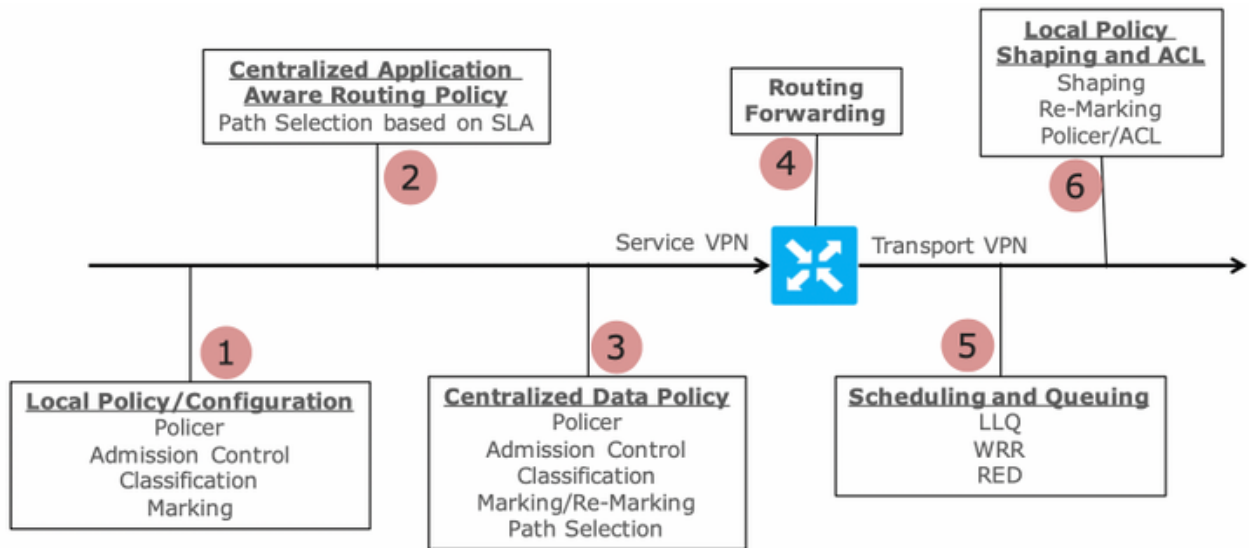 Centralized Application
Aware Routing Policy
Path Selection based on SLA
2
Routing
Forwarding
4
Local Policy
Shaping and ACL
Shaping
Re-Marking
Policer/ACL
6
Service VPN
Transport VPN
1
Local Policy/Configuration
Policer
Admission Control
Classification
Marking
3
Centralized Data Policy
Policer
Admission Control
Classification
Marking/Re-Marking
Path Selection
5
Scheduling and Queuing
LLQ
WRR
RED